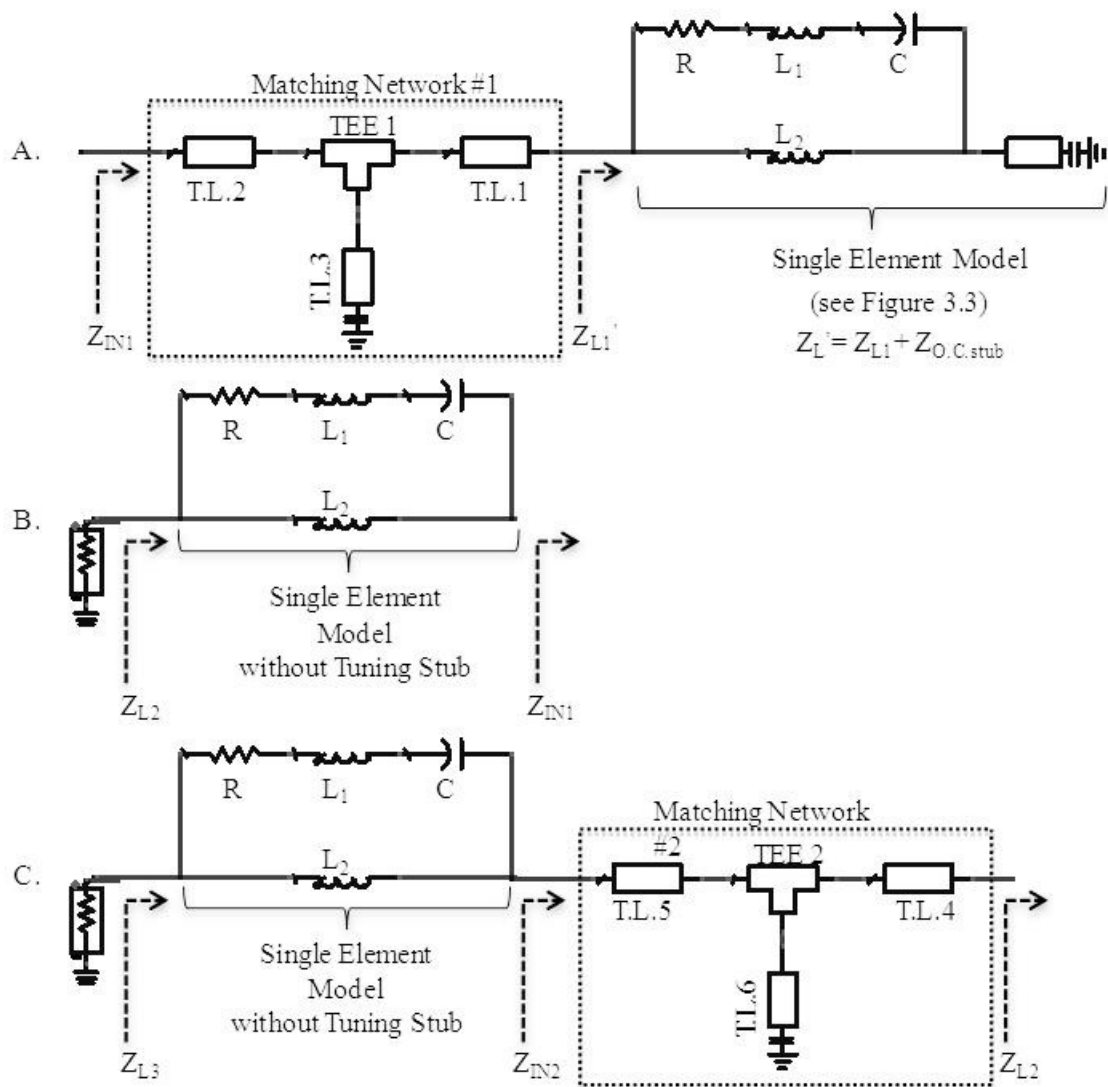 R L₁ C
Matching Network #1
TEE 1
A.
L₂
T.L.2 T.L.1
T.L.3
Single Element Model
(see Figure 3.3)
Z_IN1 Z_L1'
Z_L' = Z_L1 + Z_O.C.stub
R L₁ C
B.
L₂
Single Element
Model
without Tuning Stub
Z_L2 Z_IN1
R L₁ C
Matching Network
#2 TEE 2
C.
L₂
T.L.5 T.L.4
Single Element
Model
without Tuning Stub
T.L.6
Z_L3 Z_IN2 Z_L2